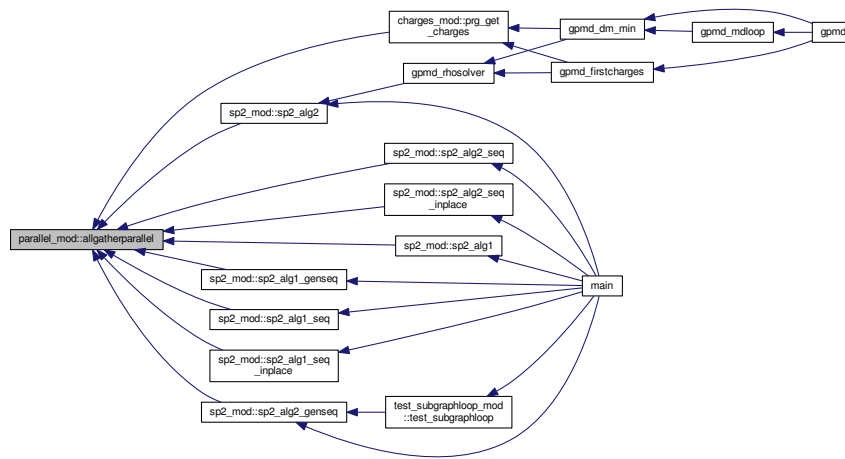 charges_mod::prg_get
_charges
gpmd_dm_min
gpmd_mdloop
gpmd
gpmd_rhosolver
gpmd_firstcharges
sp2_mod::sp2_alg2
sp2_mod::sp2_alg2_seq
sp2_mod::sp2_alg2_seq
_inplace
parallel_mod::allgatherparallel
sp2_mod::sp2_alg1
sp2_mod::sp2_alg1_genseq
main
sp2_mod::sp2_alg1_seq
sp2_mod::sp2_alg1_seq
_inplace
sp2_mod::sp2_alg2_genseq
test_subgraphloop_mod
::test_subgraphloop